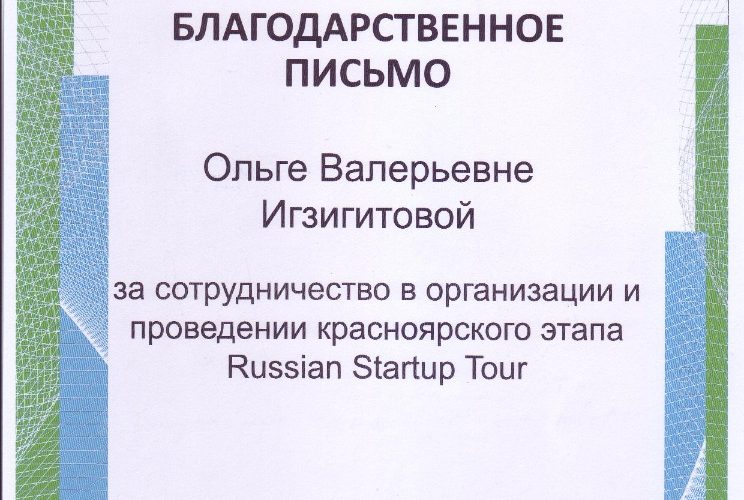 БЛАГОДАРСТВЕННОЕ
ПИСЬМО
Ольге Валерьевне
Игзигитовой
за сотрудничество в организации и
проведении красноярского этапа
Russian Startup Tour